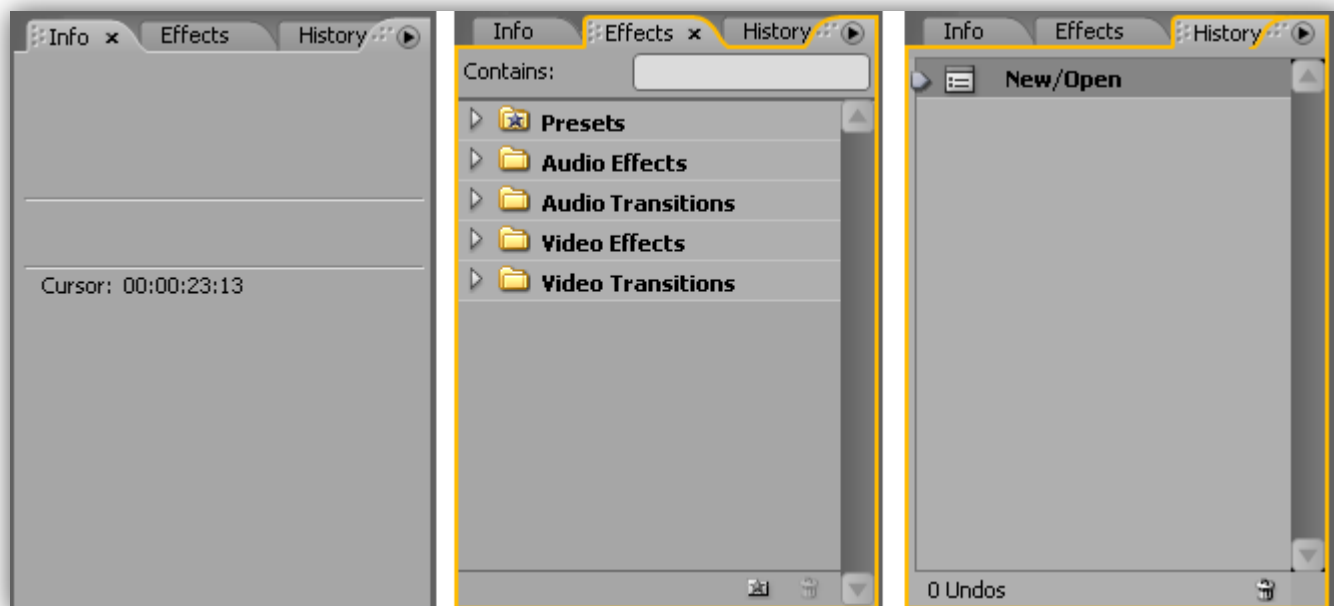 Info x Effects History
Cursor: 00:00:23:13
Info Effects x History
Contains:
Presets
Audio Effects
Audio Transitions
Video Effects
Video Transitions
Info Effects History
New/Open
0 Undos